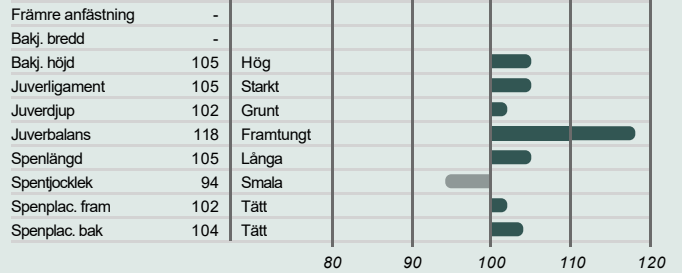 Främre anfästning -
Bakj. bredd -
Bakj. höjd 105 Hög
Juverligament 105 Starkt
Juverdjup 102 Grunt
Juverbalans 118 Framtungt
Spenlängd 105 Långa
Spentjocklek 94 Smala
Spenplac. fram 102 Tätt
Spenplac. bak 104 Tätt
80 90 100 110 120